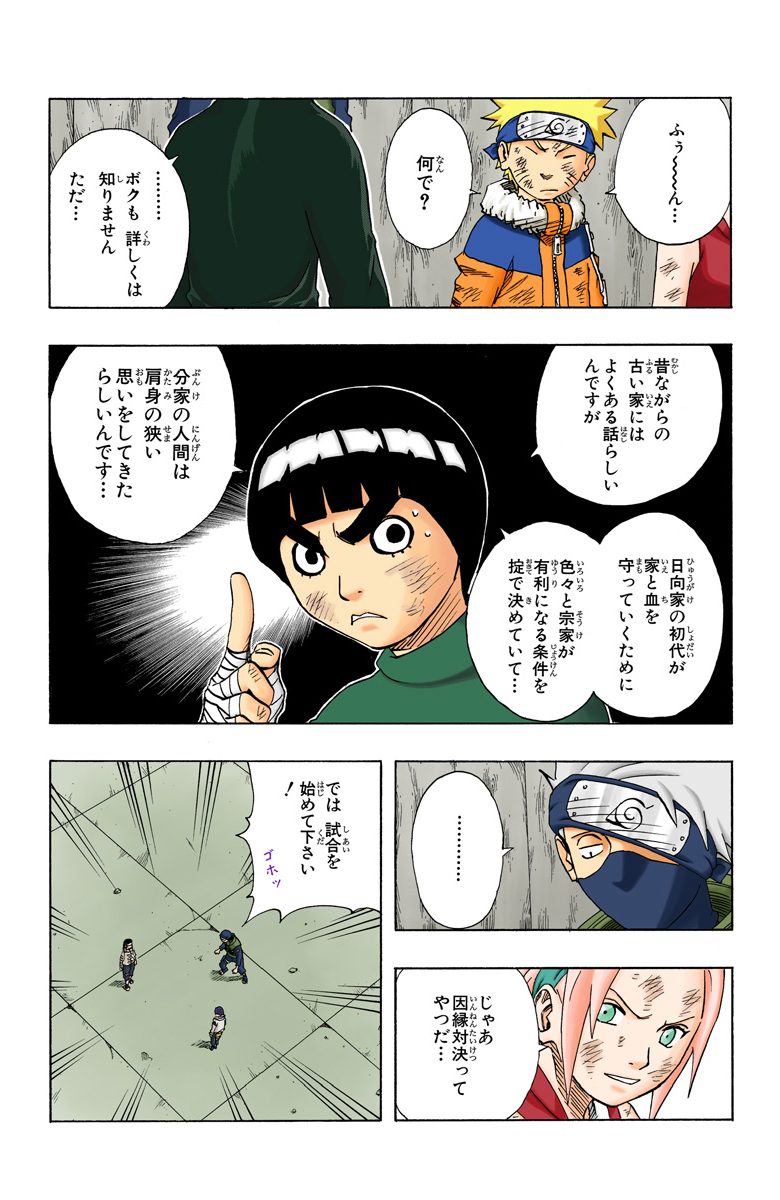 ふぅ〜〜〜ん…
何で?
………
ボクも 詳しくは
知りません
ただ…
昔ながらの
古い家には
よくある話らしい
んですが
日向家の初代が
家と血を
守っていくために
色々と宗家が
有利になる条件を
掟で決めていて…
分家の人間は
肩身の狭い
思いをしてきた
らしいんです…
………
じゃあ
因縁対決って
やつだ…
では 試合を
始めて下さい
!
ゴホッ